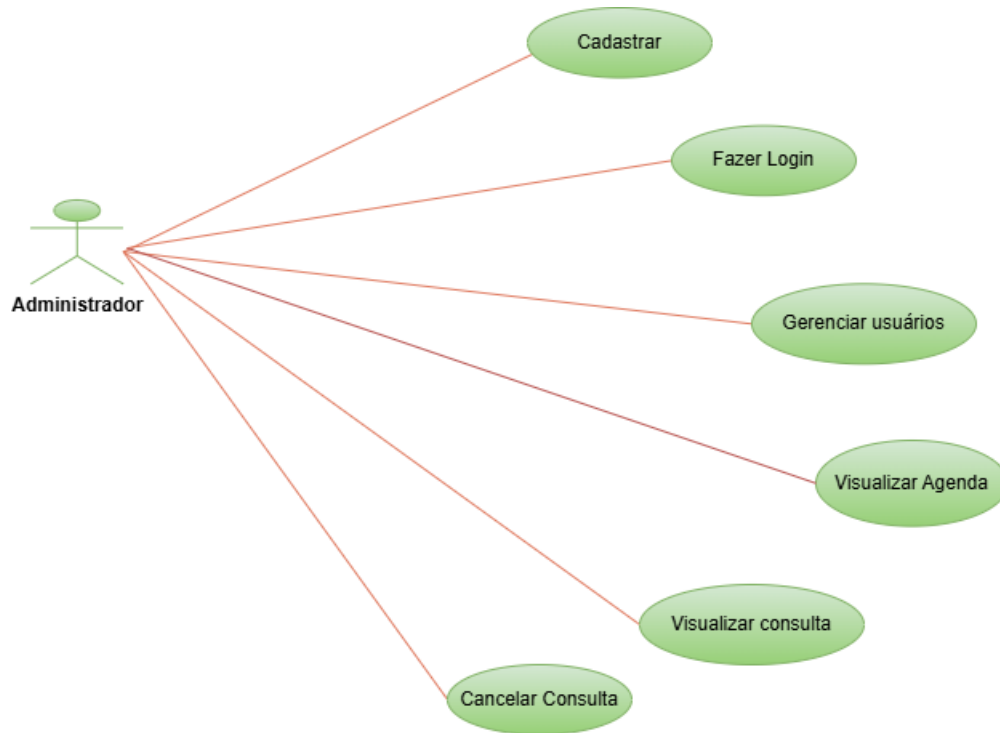 Cadastrar
Fazer Login
Administrador
Gerenciar usuários
Visualizar Agenda
Visualizar consulta
Cancelar Consulta